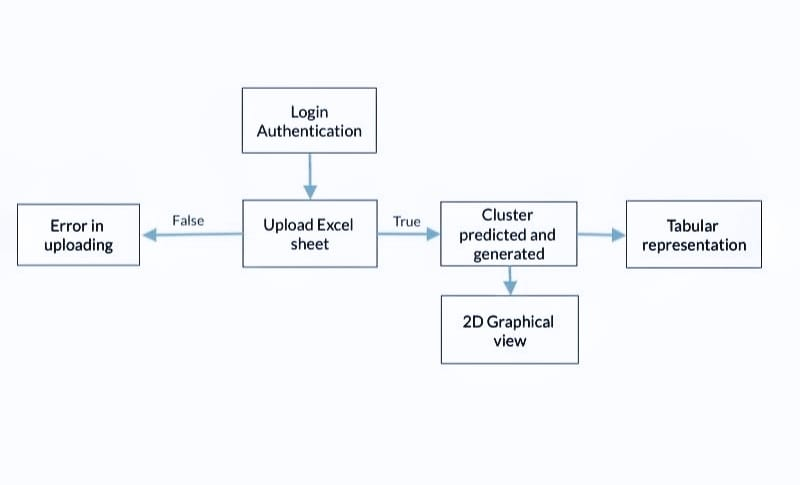 Login
Authentication
Error in
uploading
False
Upload Excel
sheet
True
Cluster
predicted and
generated
Tabular
representation
2D Graphical
view